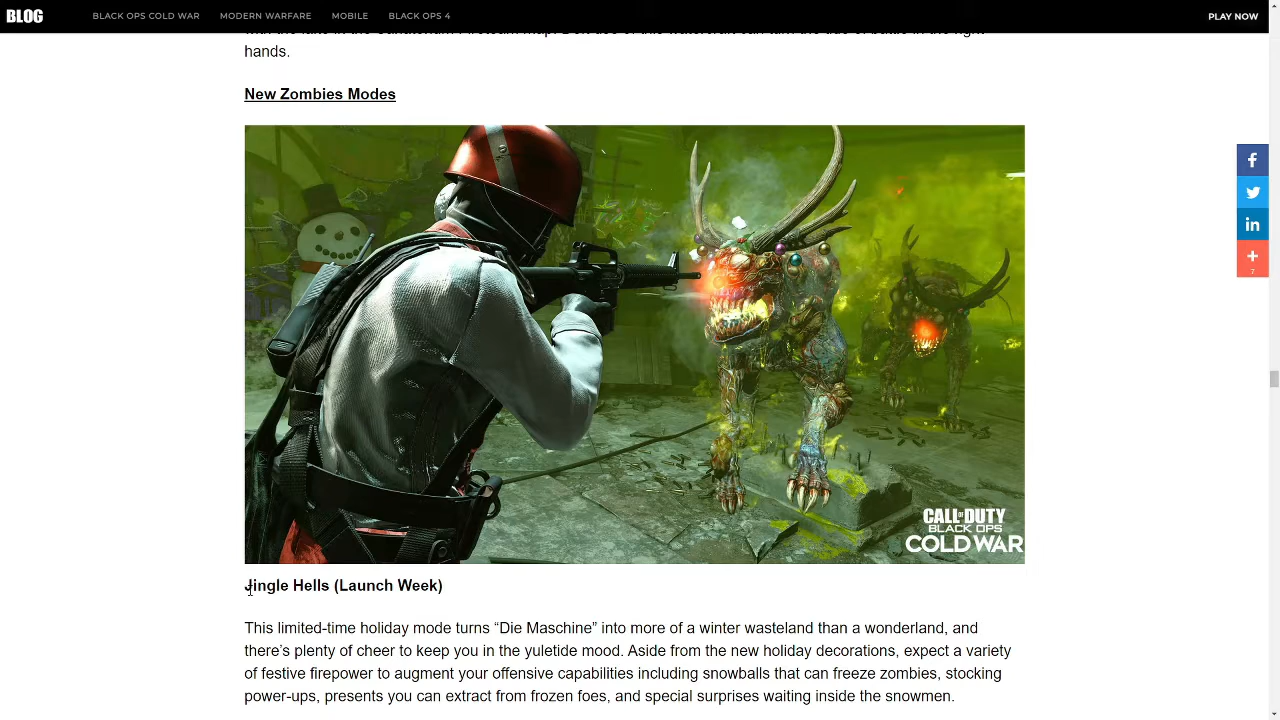 BLOG
BLACK OPS COLD WAR
MODERN WARFARE
MOBILE
BLACK OPS 4
PLAY NOW
hands.
New Zombies Modes
7
CALL OF DUTY
BLACK OPS
COLD WAR
Jingle Hells (Launch Week)
This limited-time holiday mode turns “Die Maschine” into more of a winter wasteland than a wonderland, and
there’s plenty of cheer to keep you in the yuletide mood. Aside from the new holiday decorations, expect a variety
of festive firepower to augment your offensive capabilities including snowballs that can freeze zombies, stocking
power-ups, presents you can extract from frozen foes, and special surprises waiting inside the snowmen.